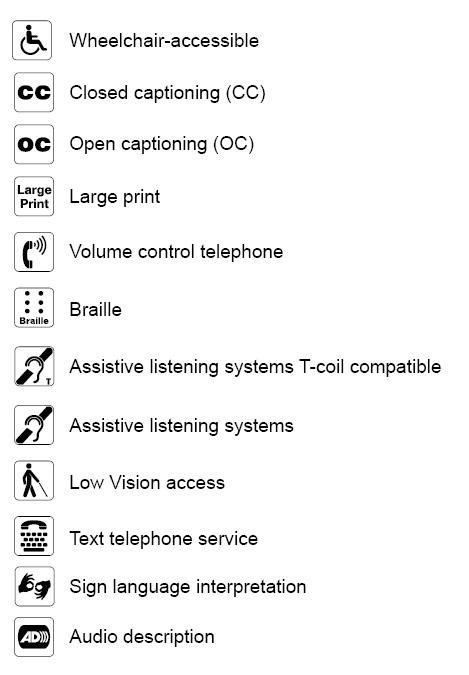 Wheelchair-accessible
CC Closed captioning (CC)
OC Open captioning (OC)
Large
Print
Large print
Volume control telephone
Braille
Braille
T
Assistive listening systems T-coil compatible
Assistive listening systems
Low Vision access
Text telephone service
Sign language interpretation
AD Audio description